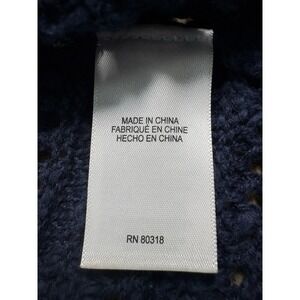 MADE IN CHINA
FABRIQUÉ EN CHINE
HECHO EN CHINA
RN 80318